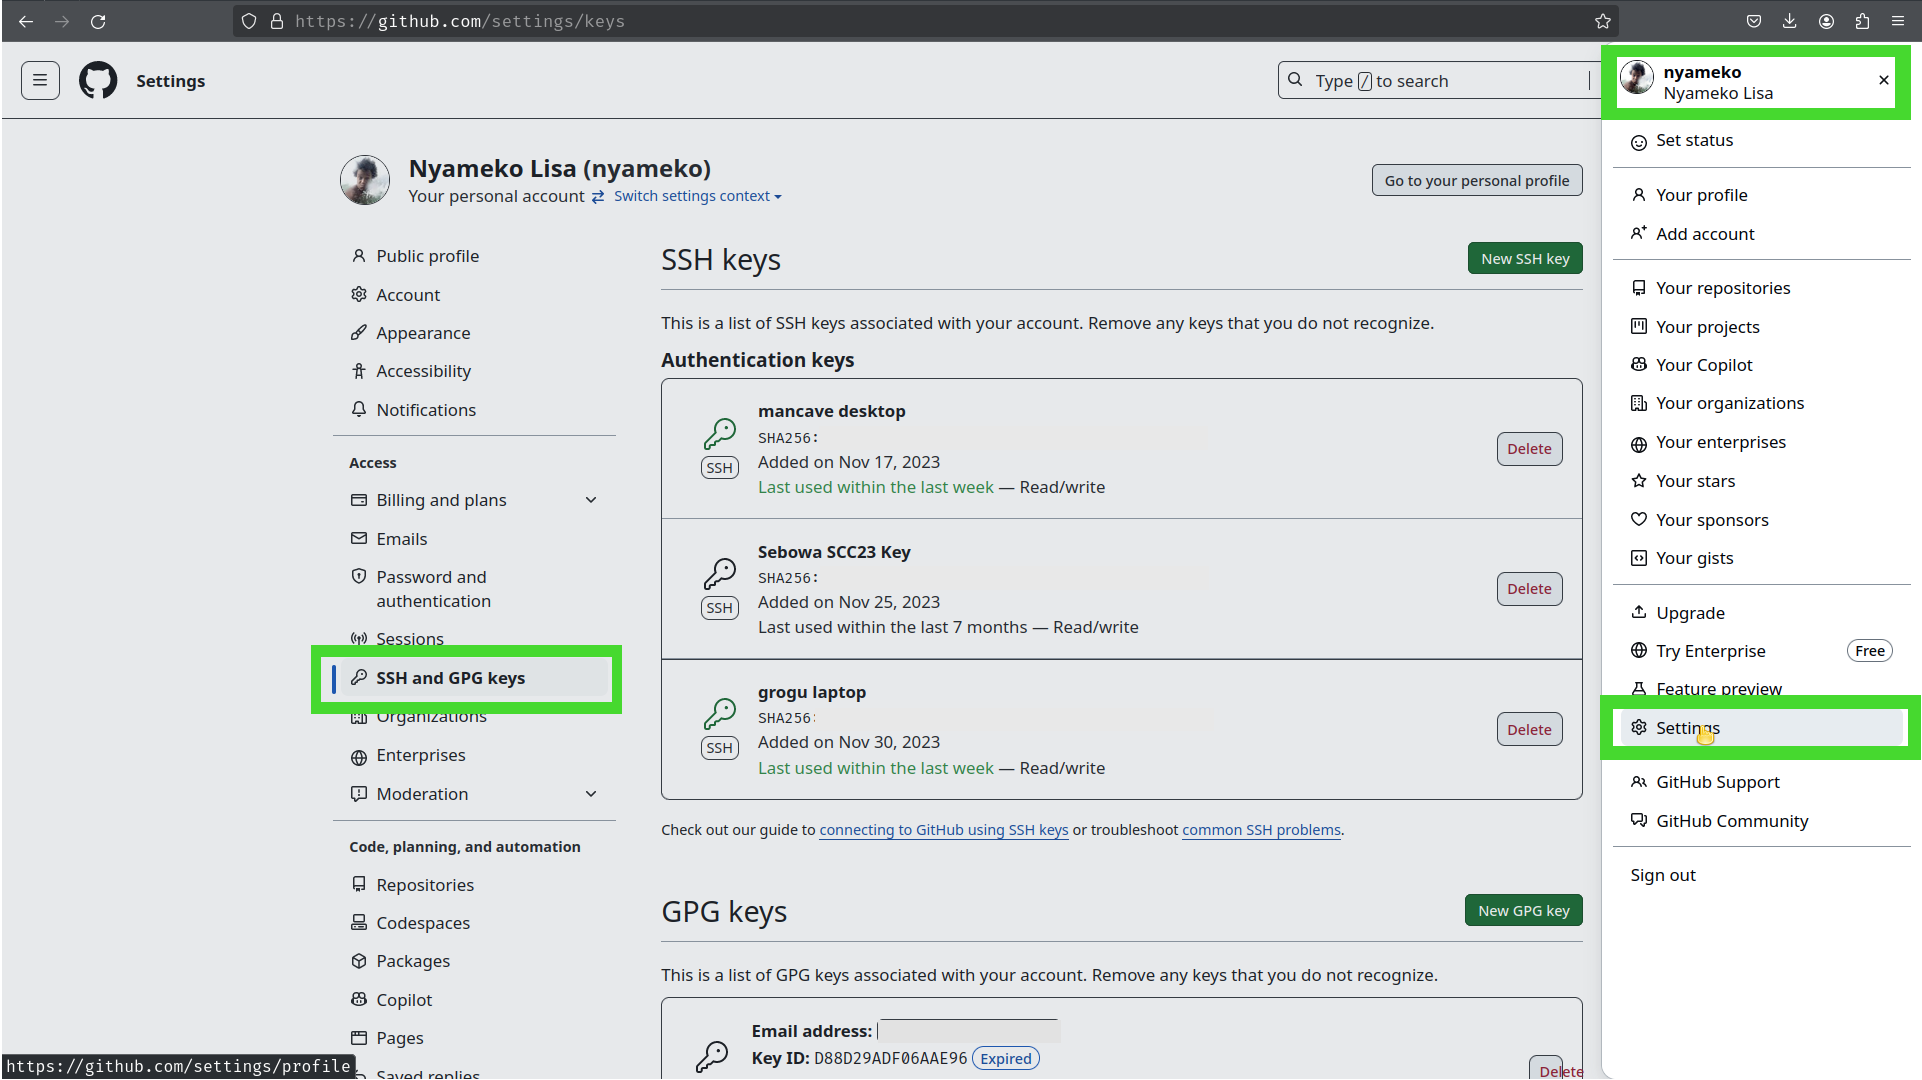 https://github.com/settings/keys
Settings
Type / to search
nyameko
Nyameko Lisa
Nyameko Lisa (nyameko)
Your personal account
Switch settings context
Go to your personal profile
Public profile
Account
Appearance
Accessibility
Notifications
Access
Billing and plans
Emails
Password and
authentication
Sessions
SSH and GPG keys
Organizations
Enterprises
Moderation
Code, planning, and automation
Repositories
Codespaces
Packages
Copilot
Pages
Saved replies
https://github.com/settings/profile
SSH keys
New SSH key
This is a list of SSH keys associated with your account. Remove any keys that you do not recognize.
Authentication keys
mancave desktop
SHA256:
Added on Nov 17, 2023
Last used within the last week — Read/write
SSH
Delete
Sebowa SCC23 Key
SHA256:
Added on Nov 25, 2023
Last used within the last 7 months — Read/write
SSH
Delete
grogu laptop
SHA256:
Added on Nov 30, 2023
Last used within the last week — Read/write
SSH
Delete
Check out our guide to connecting to GitHub using SSH keys or troubleshoot common SSH problems.
GPG keys
New GPG key
This is a list of GPG keys associated with your account. Remove any keys that you do not recognize.
Email address:
Key ID: D88D29ADF06AAE96 Expired
Delete
Set status
Your profile
Add account
Your repositories
Your projects
Your Copilot
Your organizations
Your enterprises
Your stars
Your sponsors
Your gists
Upgrade
Try Enterprise Free
Feature preview
Settings
GitHub Support
GitHub Community
Sign out